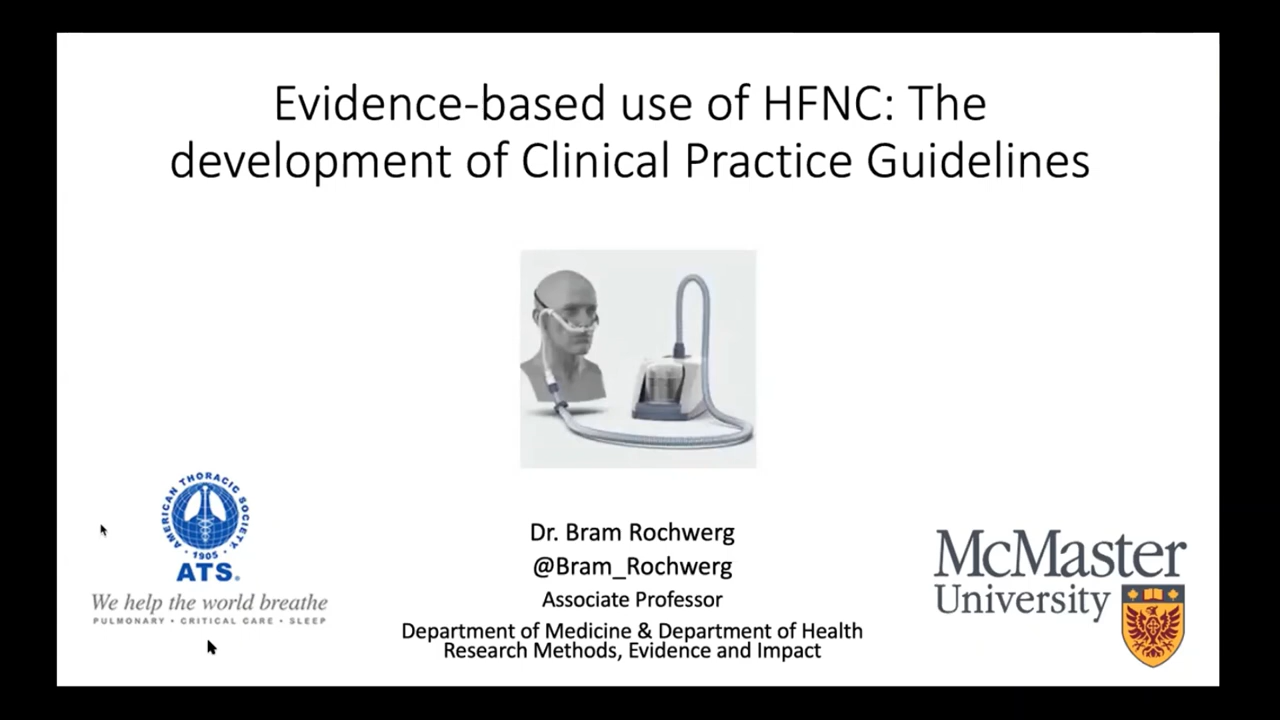 Evidence-based use of HFNC: The
development of Clinical Practice Guidelines
AMERICAN THORACIC SOCIETY
• 1905 •
ATS®
We help the world breathe
PULMONARY • CRITICAL CARE • SLEEP
Dr. Bram Rochwerg
@Bram_Rochwerg
Associate Professor
Department of Medicine & Department of Health
Research Methods, Evidence and Impact
McMaster
University